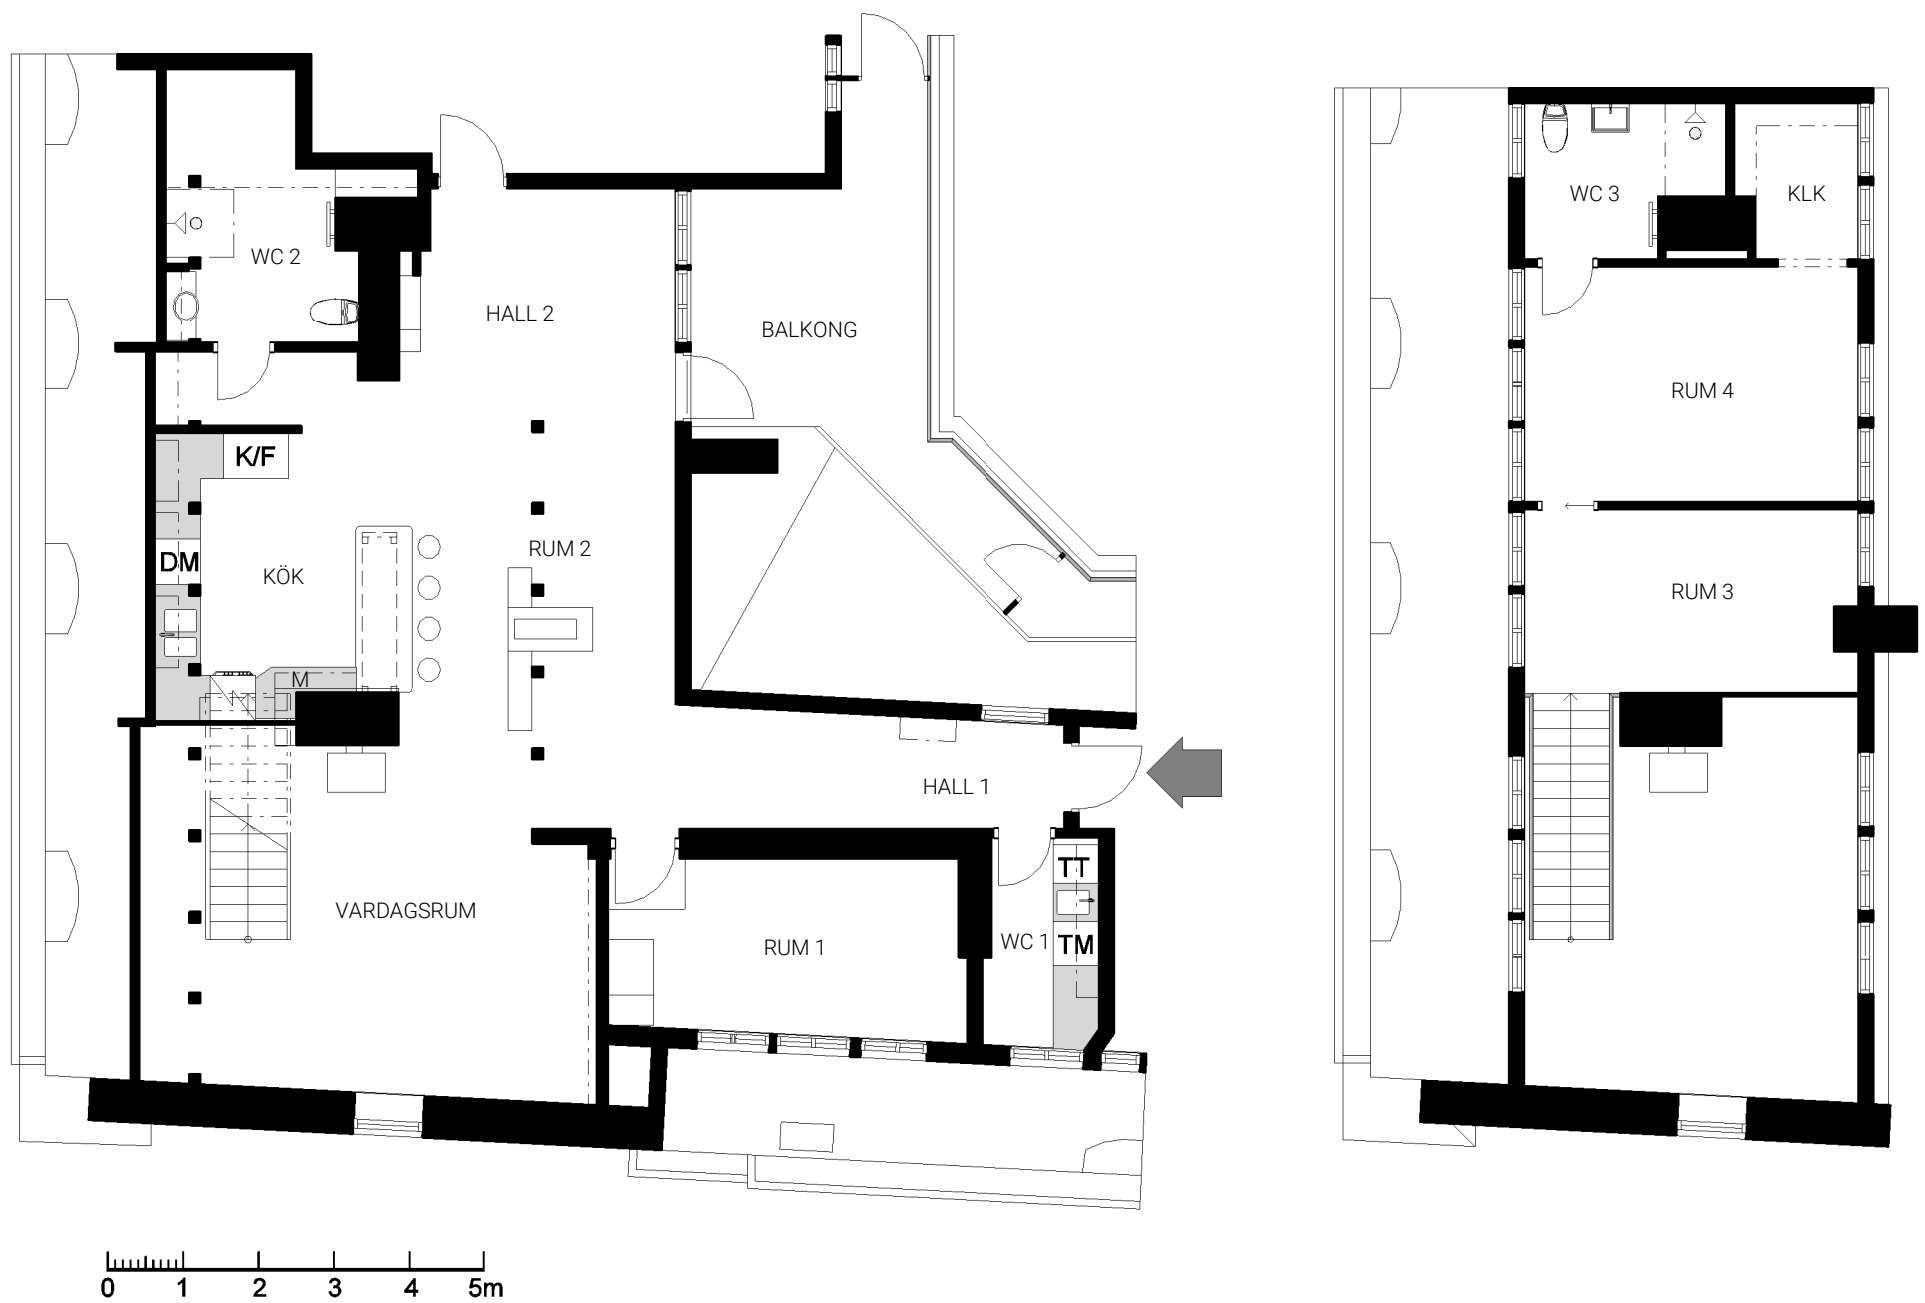 WC 2
HALL 2
BALKONG
K/F
DM
KÖK
RUM 2
M
HALL 1
VARDAGSRUM
RUM 1
WC 1
TT
TM
WC 3
KLK
RUM 4
RUM 3
0 1 2 3 4 5m